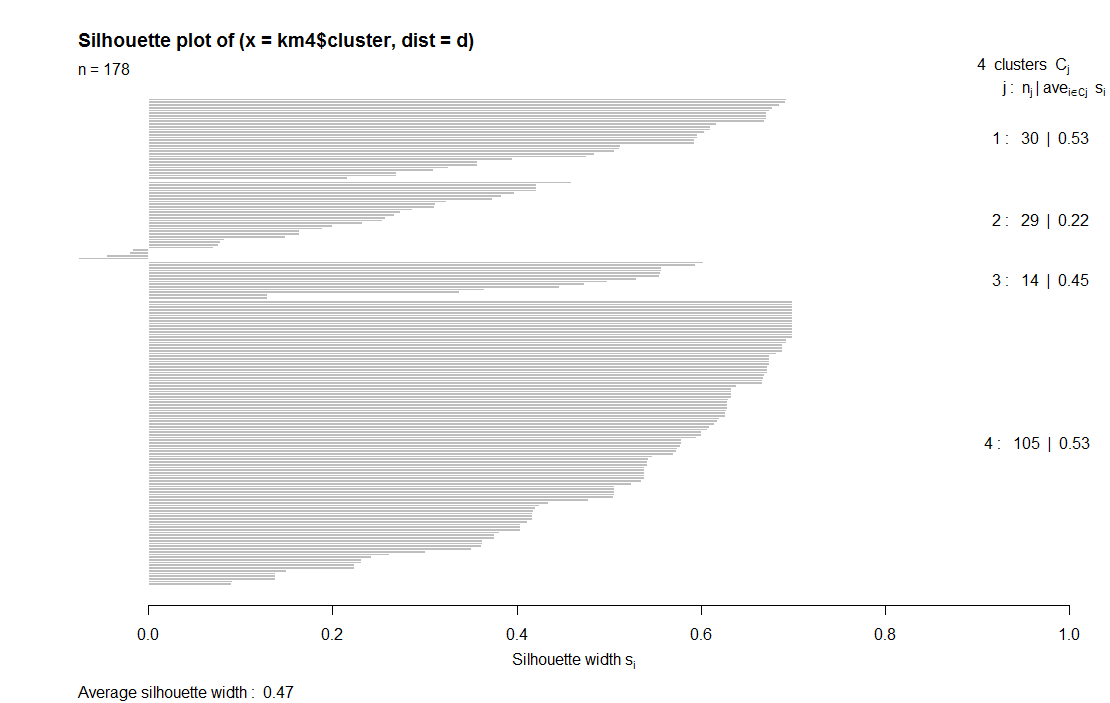 Silhouette plot of (x = km4$cluster, dist = d)
n = 178
4 clusters Cj
j : nj | avei∈Cj si
1 : 30 | 0.53
2 : 29 | 0.22
3 : 14 | 0.45
4 : 105 | 0.53
0.0 0.2 0.4 0.6 0.8 1.0
Silhouette width si
Average silhouette width : 0.47